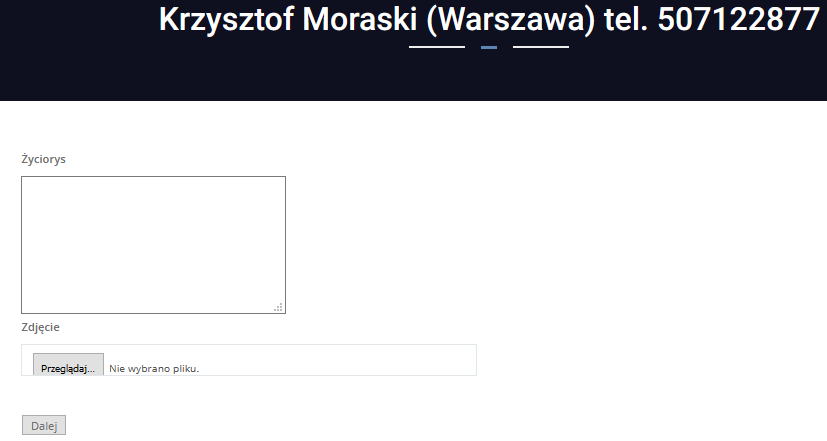 Krzysztof Moraski (Warszawa) tel. 507122877
Życiorys
Zdjęcie
Przeglądaj... Nie wybrano pliku.
Dalej